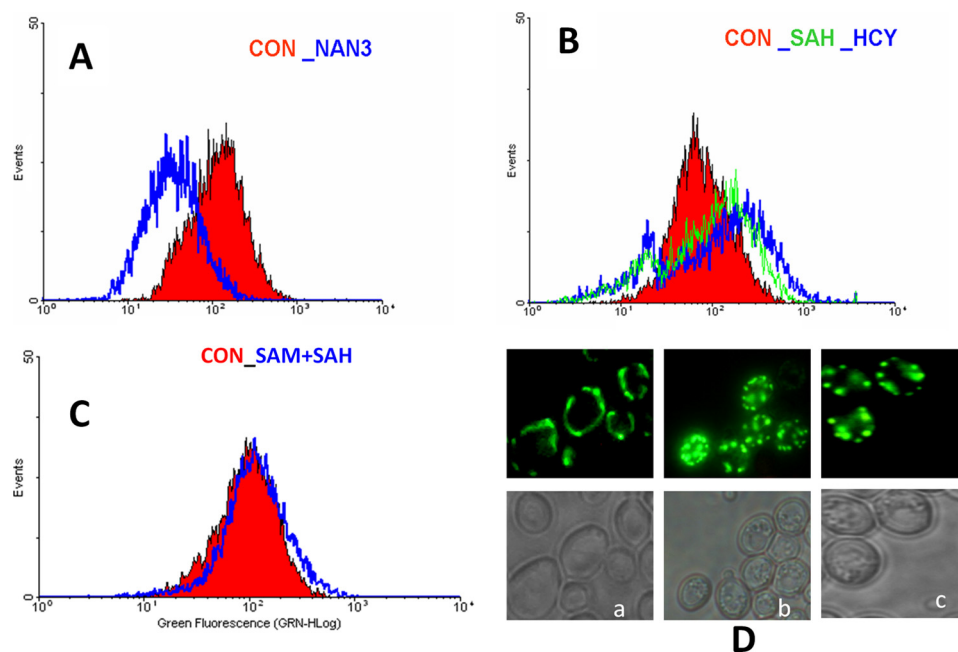 A
CON _NAN3
50
Events
0
10⁰ 10¹ 10² 10³ 10⁴
B
CON _SAH _HCY
50
Events
0
10⁰ 10¹ 10² 10³ 10⁴
C
CON_SAM+SAH
50
Events
0
10⁰ 10¹ 10² 10³ 10⁴
Green Fluorescence (GRN-HLog)
a b c
D